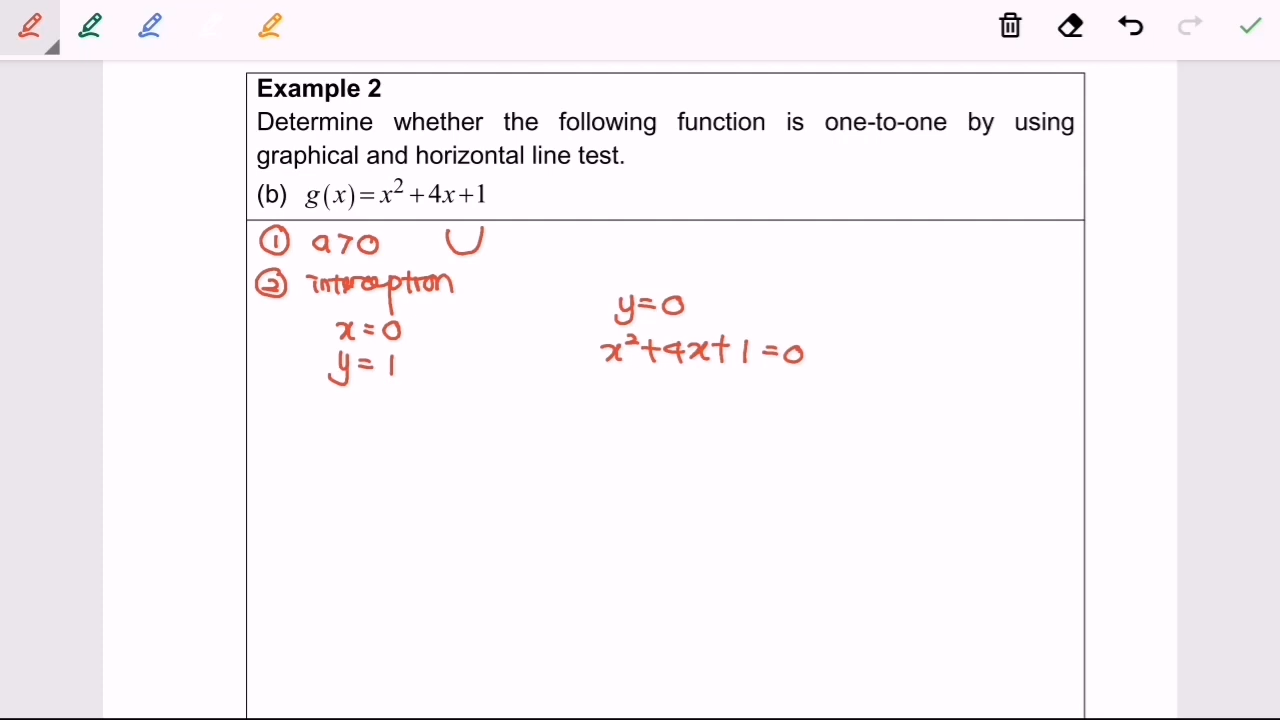 Example 2
Determine whether the following function is one-to-one by using
graphical and horizontal line test.
(b) g(x)=x²+4x+1
① a>0
② interception
x=0
y=1
y=0
x²+4x+1=0